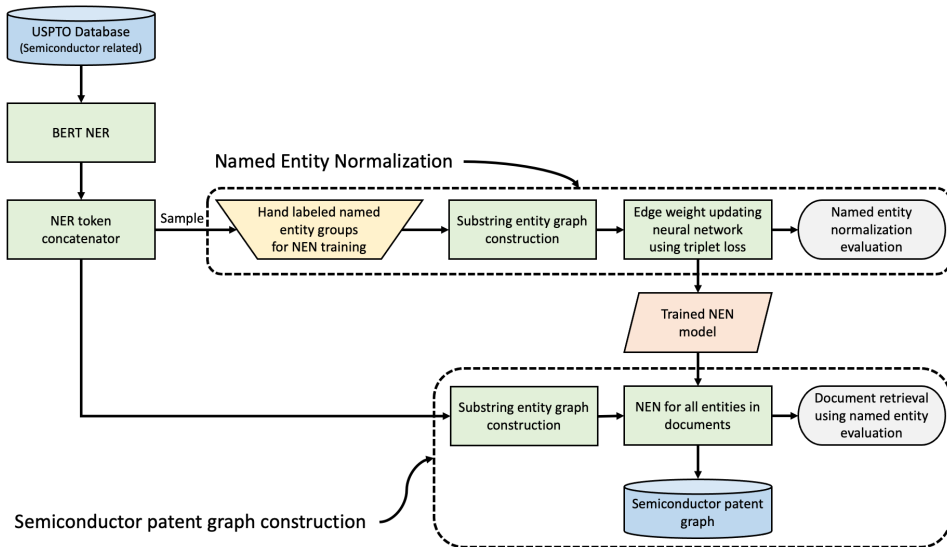 USPTO Database
(Semiconductor related)
BERT NER
Named Entity Normalization
NER token
concatenator
Sample
Hand labeled named
entity groups
for NEN training
Substring entity graph
construction
Edge weight updating
neural network
using triplet loss
Named entity
normalization
evaluation
Trained NEN
model
Substring entity graph
construction
NEN for all entities in
documents
Document retrieval
using named entity
evaluation
Semiconductor patent
graph
Semiconductor patent graph construction